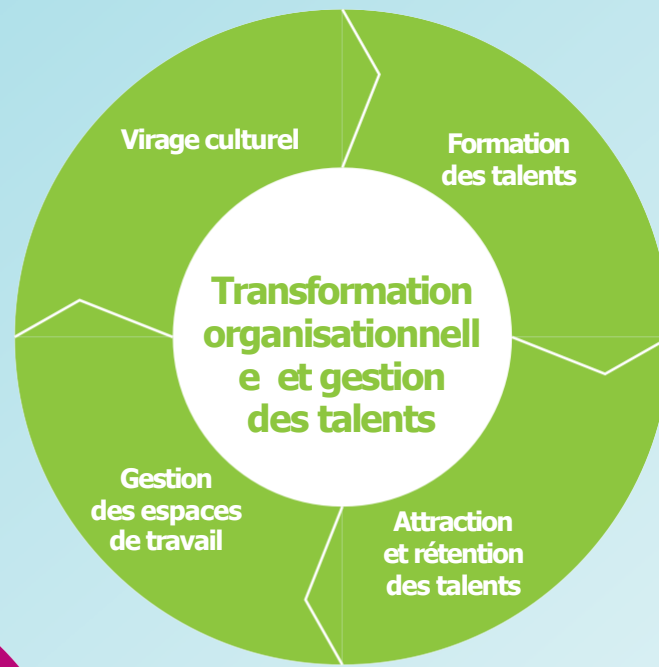 Virage culturel
Formation
des talents
Transformation
organisationnell
e et gestion
des talents
Gestion
des espaces
de travail
Attraction
et rétention
des talents